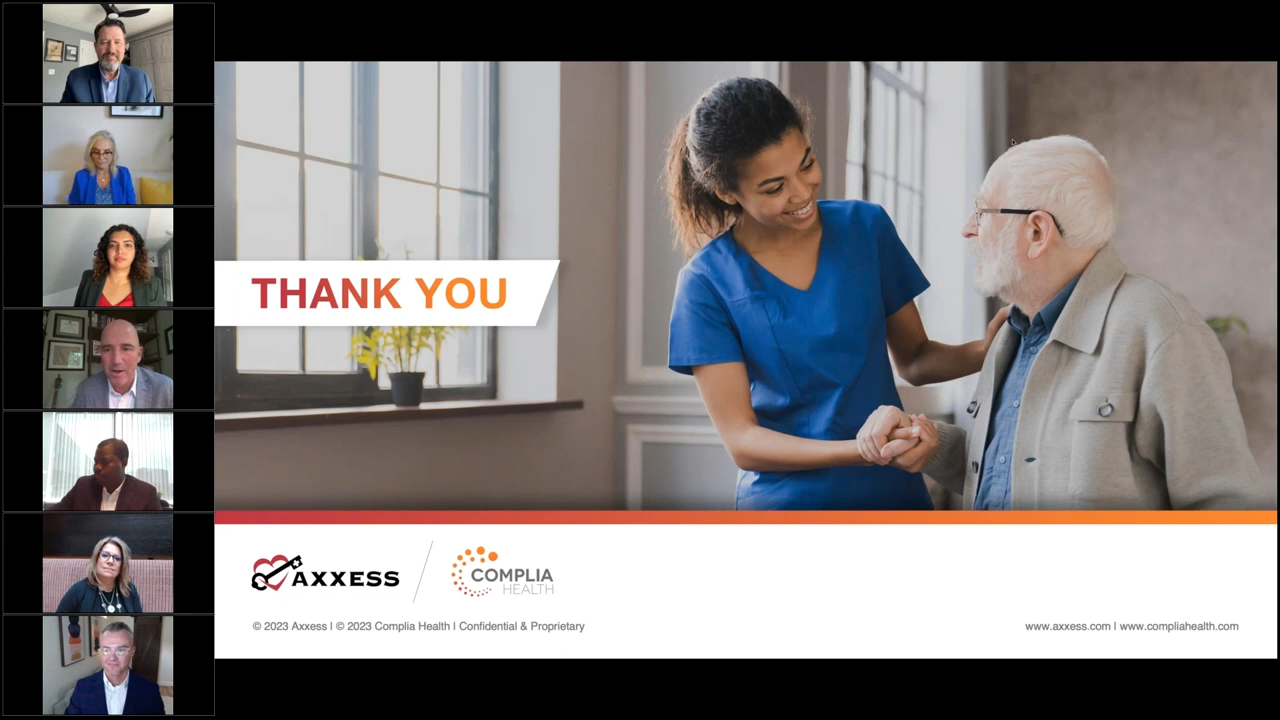 THANK YOU
AXXESS
COMPLIA
HEALTH
© 2023 Axxess | © 2023 Complia Health | Confidential & Proprietary
www.axxess.com | www.compliahealth.com